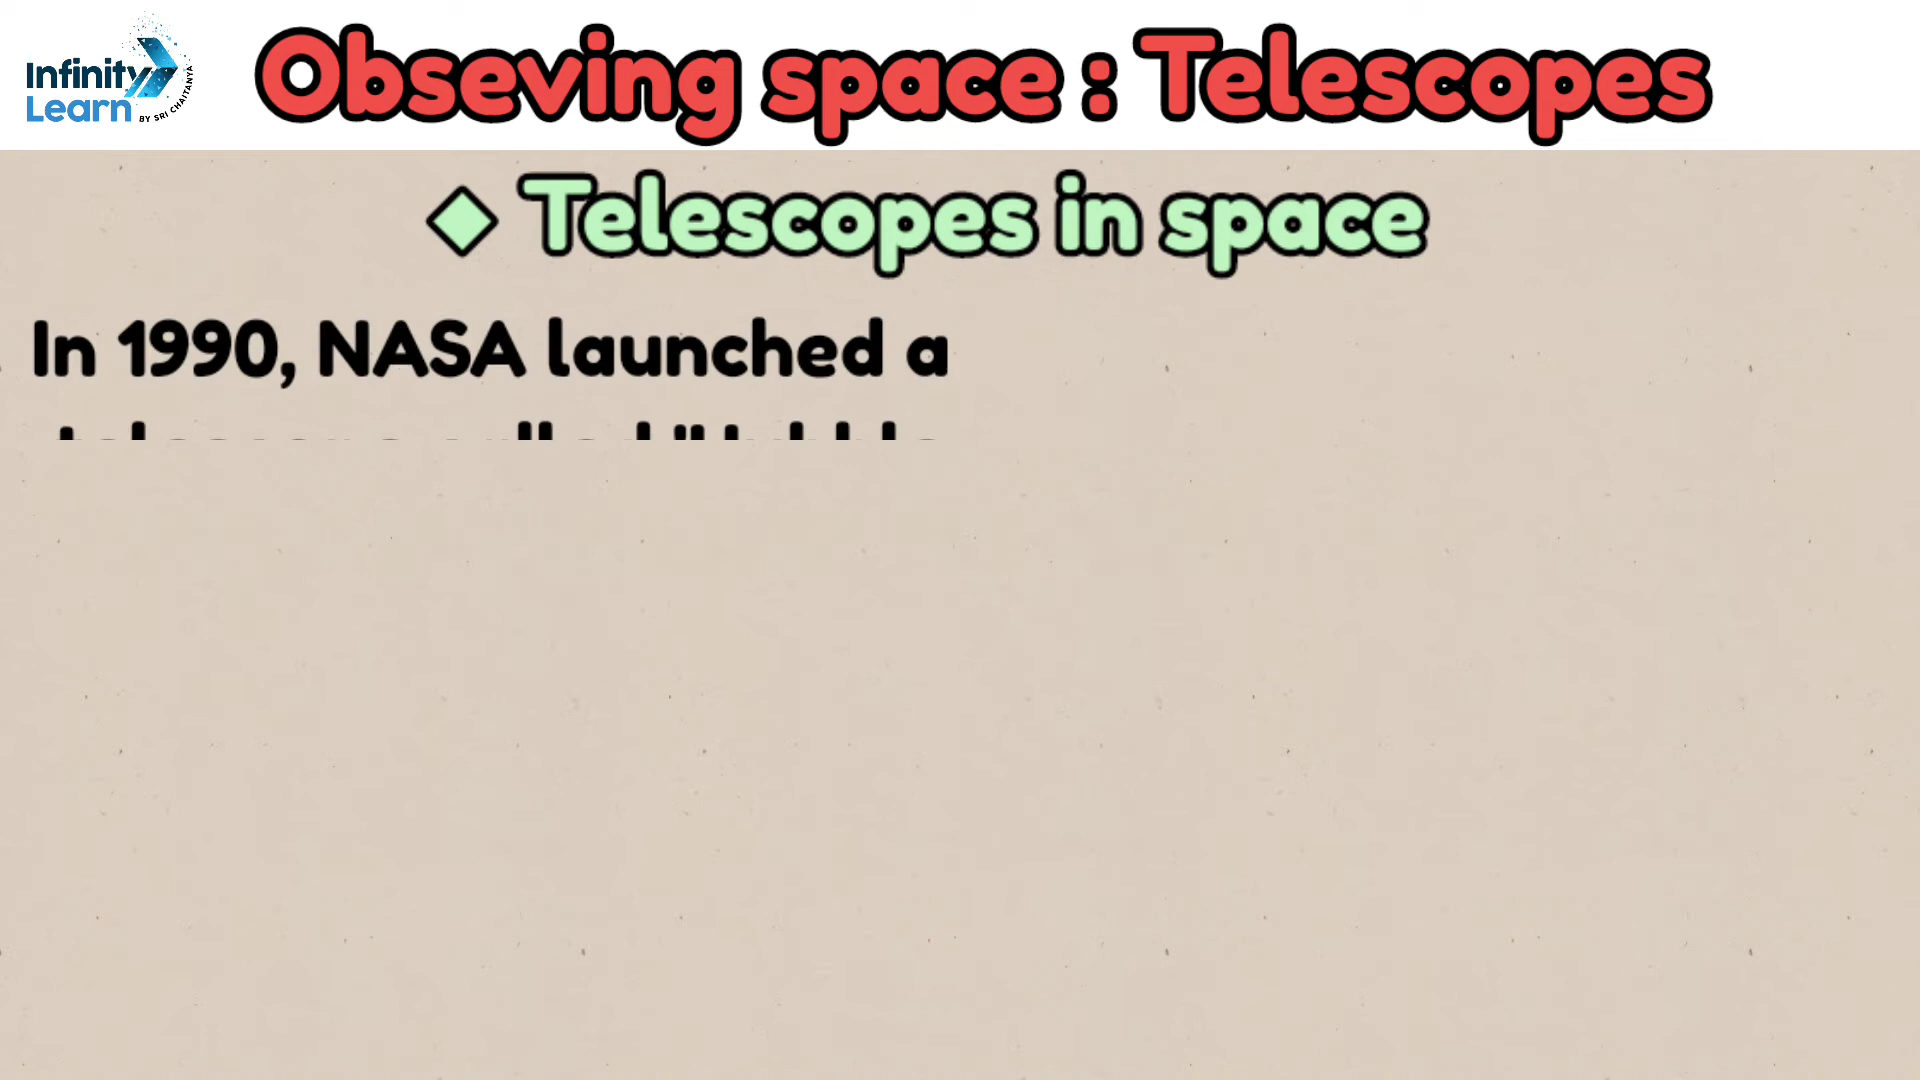 Infinity
Learn
BY SRI CHAITANYA
Obseving space : Telescopes
◆ Telescopes in space
In 1990, NASA launched a